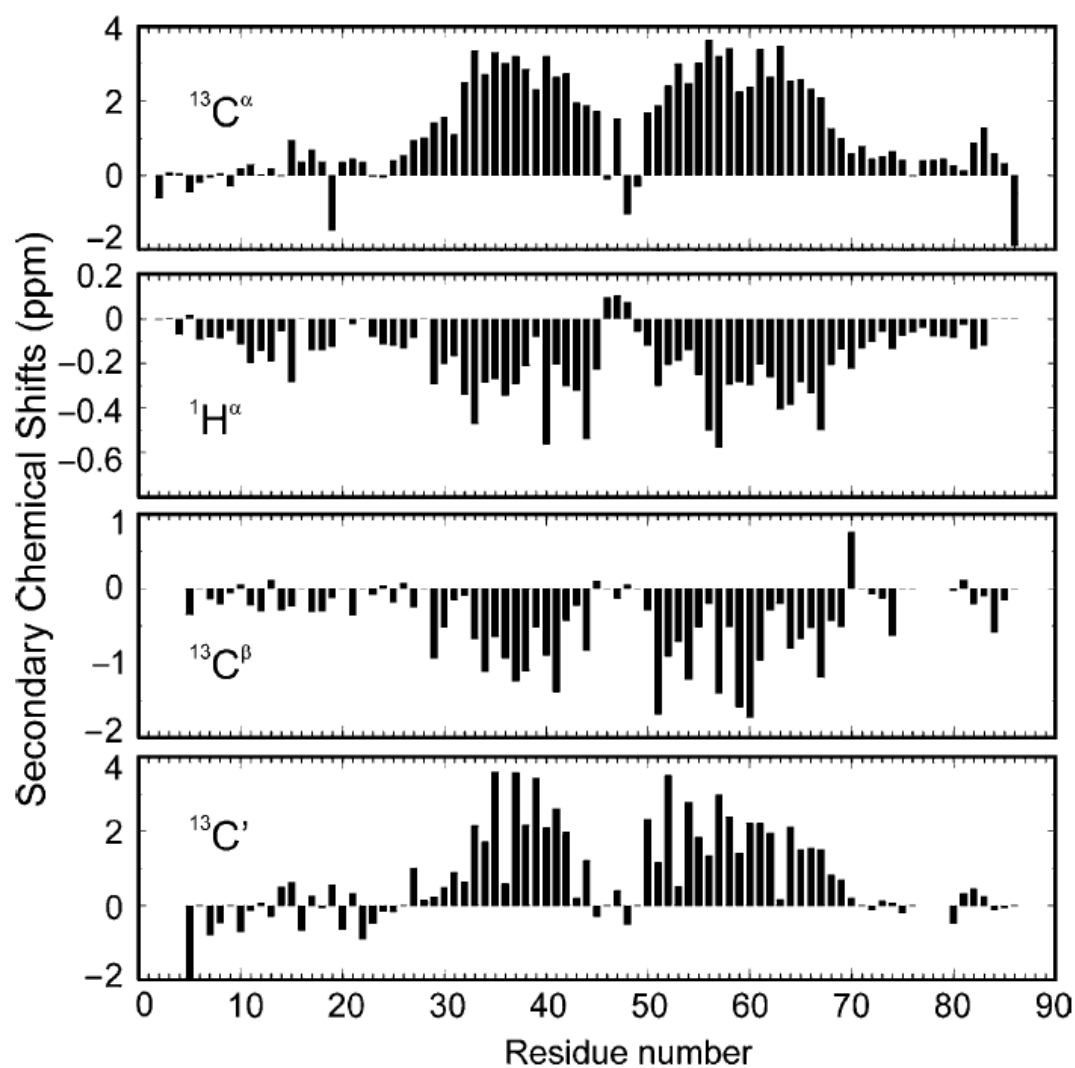 Secondary Chemical Shifts (ppm)
4
2
0
−2
¹³Cᵅ
0.2
0
−0.2
−0.4
−0.6
¹Hᵅ
1
0
−1
−2
¹³Cᵝ
4
2
0
−2
¹³C’
0 10 20 30 40 50 60 70 80 90
Residue number